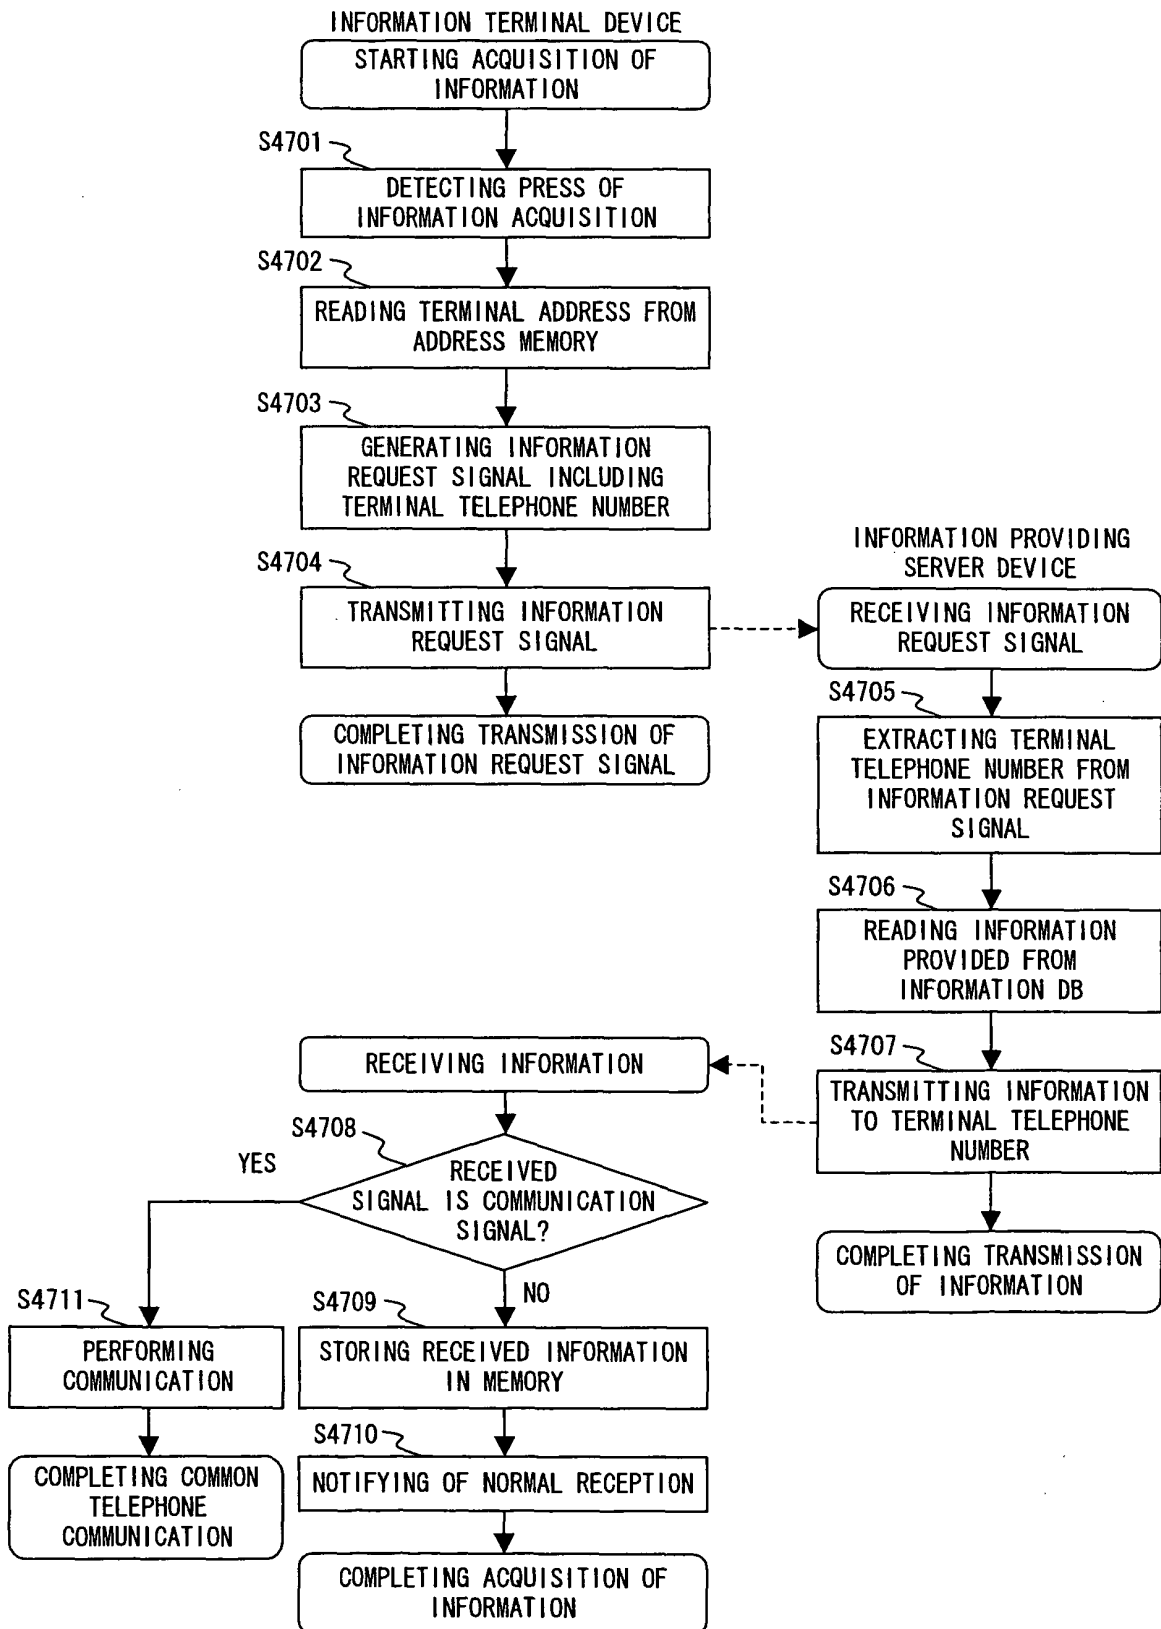 INFORMATION TERMINAL DEVICE
STARTING ACQUISITION OF
INFORMATION
S4701
DETECTING PRESS OF
INFORMATION ACQUISITION
S4702
READING TERMINAL ADDRESS FROM
ADDRESS MEMORY
S4703
GENERATING INFORMATION
REQUEST SIGNAL INCLUDING
TERMINAL TELEPHONE NUMBER
S4704
TRANSMITTING INFORMATION
REQUEST SIGNAL
COMPLETING TRANSMISSION OF
INFORMATION REQUEST SIGNAL
INFORMATION PROVIDING
SERVER DEVICE
RECEIVING INFORMATION
REQUEST SIGNAL
S4705
EXTRACTING TERMINAL
TELEPHONE NUMBER FROM
INFORMATION REQUEST
SIGNAL
S4706
READING INFORMATION
PROVIDED FROM
INFORMATION DB
S4707
TRANSMITTING INFORMATION
TO TERMINAL TELEPHONE
NUMBER
COMPLETING TRANSMISSION
OF INFORMATION
RECEIVING INFORMATION
S4708
RECEIVED
SIGNAL IS COMMUNICATION
SIGNAL?
YES
NO
S4711
PERFORMING
COMMUNICATION
COMPLETING COMMON
TELEPHONE
COMMUNICATION
S4709
STORING RECEIVED INFORMATION
IN MEMORY
S4710
NOTIFYING OF NORMAL RECEPTION
COMPLETING ACQUISITION OF
INFORMATION